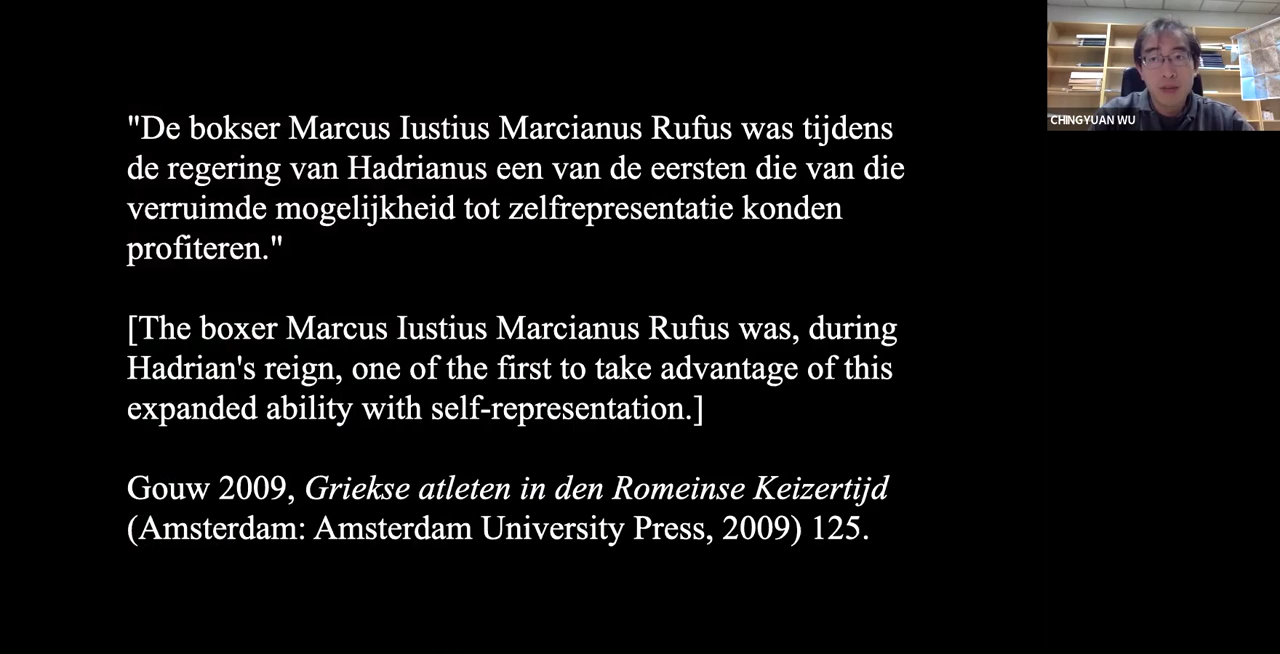 CHINGYUAN WU
"De bokser Marcus Iustius Marcianus Rufus was tijdens
de regering van Hadrianus een van de eersten die van die
verruimde mogelijkheid tot zelfrepresentatie konden
profiteren."
[The boxer Marcus Iustius Marcianus Rufus was, during
Hadrian's reign, one of the first to take advantage of this
expanded ability with self-representation.]
Gouw 2009, Griekse atleten in den Romeinse Keizertijd
(Amsterdam: Amsterdam University Press, 2009) 125.